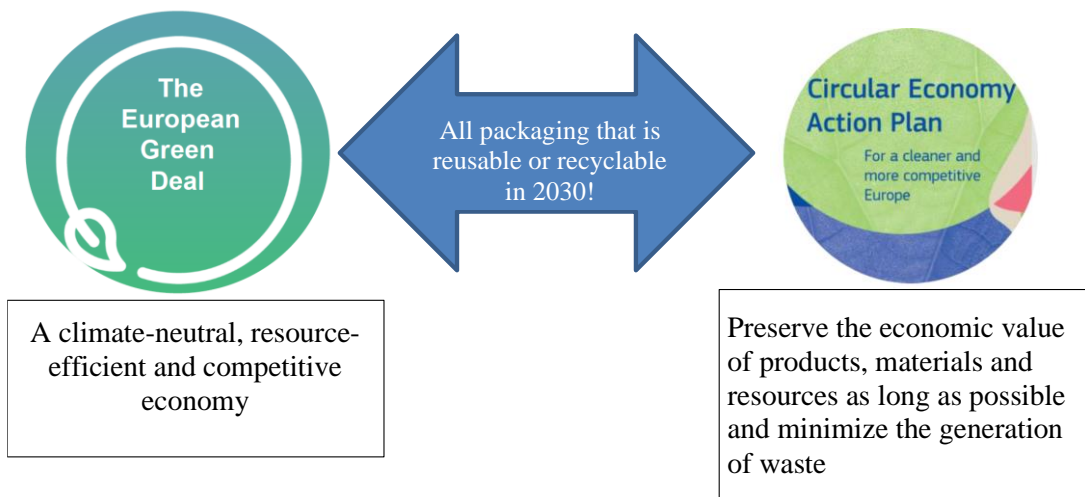 The
European
Green
Deal
All packaging that is
reusable or recyclable
in 2030!
Circular Economy
Action Plan
For a cleaner and
more competitive
Europe
A climate-neutral, resource-
efficient and competitive
economy
Preserve the economic value
of products, materials and
resources as long as possible
and minimize the generation
of waste